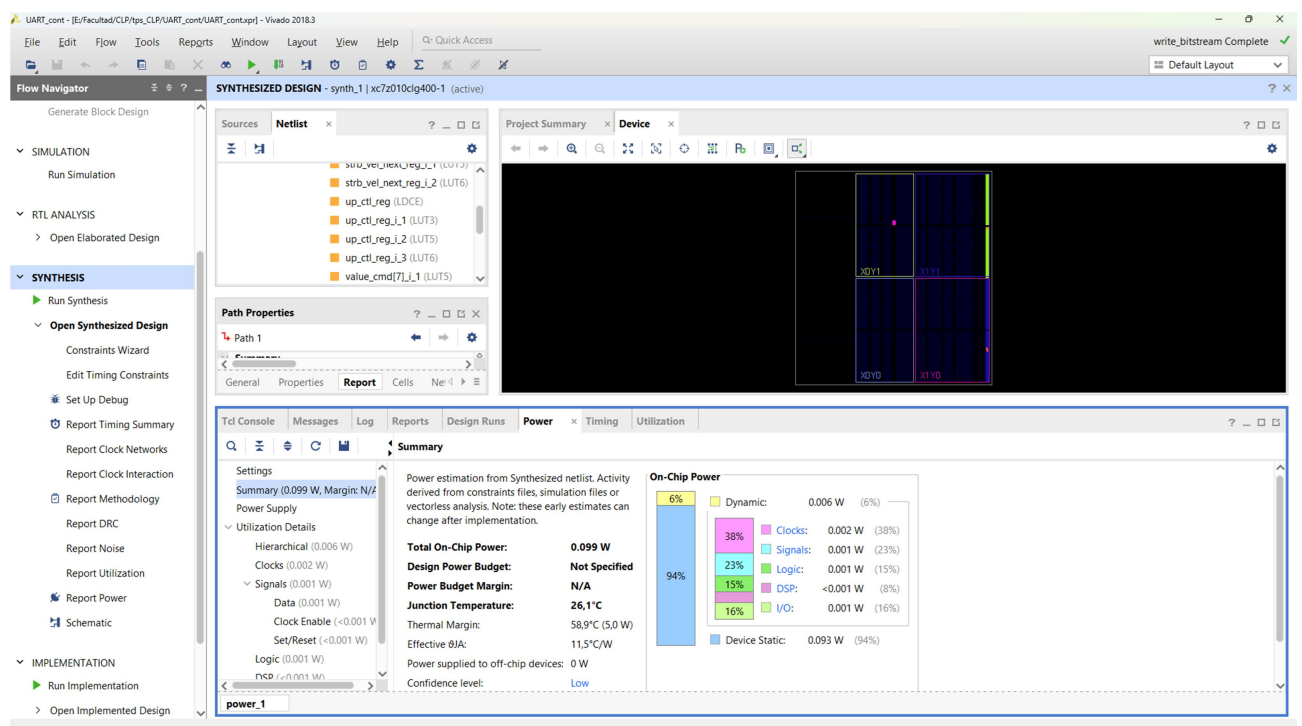 UART_cont - [E:/Facultad/CLP/tps_CLP/UART_cont/UART_cont.xpr] - Vivado 2018.3
File Edit Flow Tools Reports Window Layout View Help Quick Access
write_bitstream Complete
Default Layout
Flow Navigator
SYNTHESIZED DESIGN - synth_1 | xc7z010clg400-1 (active)
Generate Block Design
SIMULATION
Run Simulation
RTL ANALYSIS
Open Elaborated Design
SYNTHESIS
Run Synthesis
Open Synthesized Design
Constraints Wizard
Edit Timing Constraints
Set Up Debug
Report Timing Summary
Report Clock Networks
Report Clock Interaction
Report Methodology
Report DRC
Report Noise
Report Utilization
Report Power
Schematic
IMPLEMENTATION
Run Implementation
Open Implemented Design
Sources Netlist
strb_vel_next_reg_i_1 (LUT5)
strb_vel_next_reg_i_2 (LUT6)
up_ctl_reg (LDCE)
up_ctl_reg_i_1 (LUT3)
up_ctl_reg_i_2 (LUT5)
up_ctl_reg_i_3 (LUT6)
value_cmd[7]_i_1 (LUT5)
Path Properties
Path 1
Summary
General Properties Report Cells Net
Project Summary Device
X0Y1 X1Y1
X0Y0 X1Y0
Tcl Console Messages Log Reports Design Runs Power Timing Utilization
Summary
Settings
Summary (0.099 W, Margin: N/A
Power Supply
Utilization Details
Hierarchical (0.006 W)
Clocks (0.002 W)
Signals (0.001 W)
Data (0.001 W)
Clock Enable (<0.001 W
Set/Reset (<0.001 W)
Logic (0.001 W)
DSP (<0.001 W)
power_1
Power estimation from Synthesized netlist. Activity
derived from constraints files, simulation files or
vectorless analysis. Note: these early estimates can
change after implementation.
Total On-Chip Power: 0.099 W
Design Power Budget: Not Specified
Power Budget Margin: N/A
Junction Temperature: 26,1°C
Thermal Margin: 58,9°C (5,0 W)
Effective θJA: 11,5°C/W
Power supplied to off-chip devices: 0 W
Confidence level: Low
On-Chip Power
6%
94%
Dynamic: 0.006 W (6%)
38% Clocks: 0.002 W (38%)
23% Signals: 0.001 W (23%)
15% Logic: 0.001 W (15%)
DSP: <0.001 W (8%)
16% I/O: 0.001 W (16%)
Device Static: 0.093 W (94%)